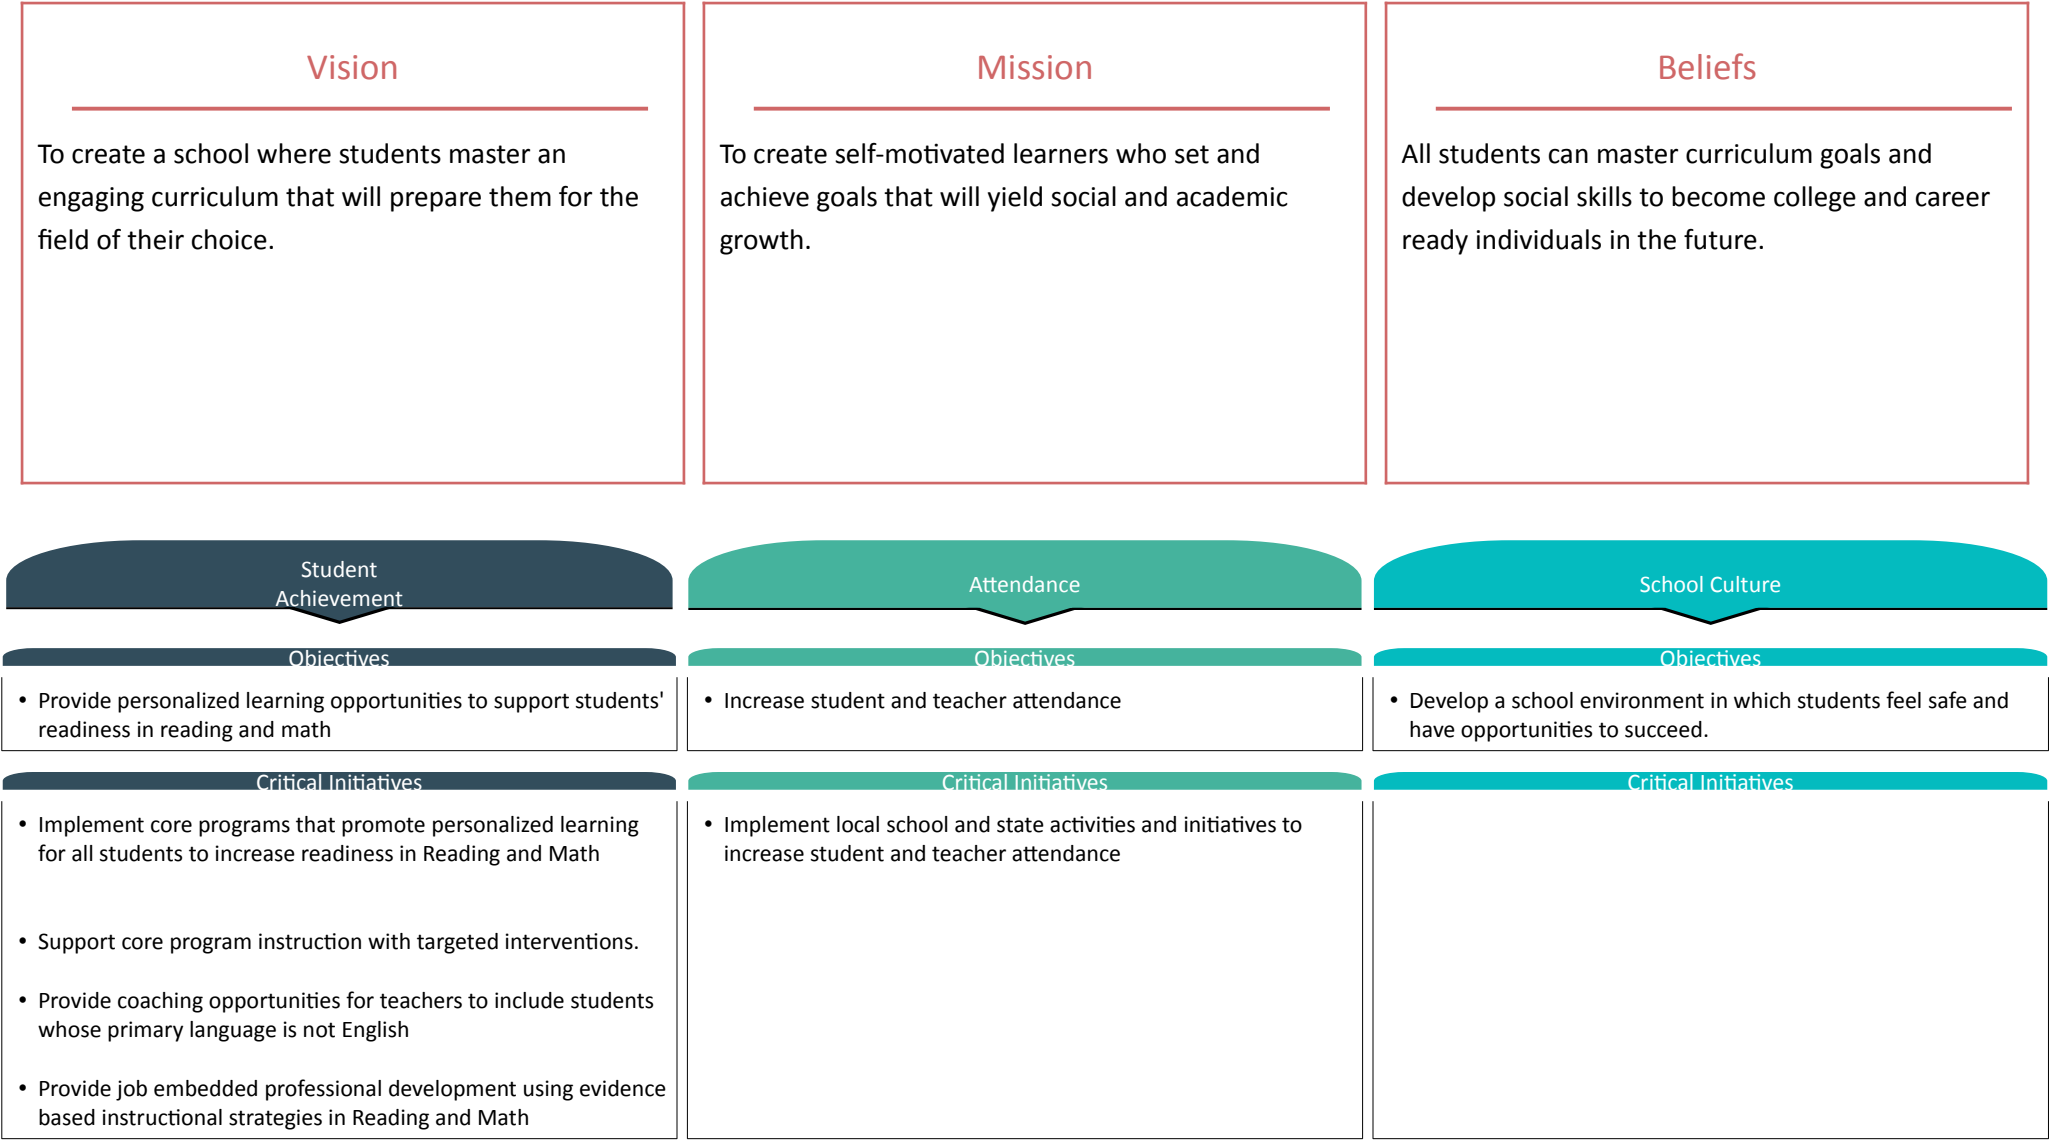 Vision
To create a school where students master an
engaging curriculum that will prepare them for the
field of their choice.
Mission
To create self-motivated learners who set and
achieve goals that will yield social and academic
growth.
Beliefs
All students can master curriculum goals and
develop social skills to become college and career
ready individuals in the future.
Student
Achievement
Objectives
• Provide personalized learning opportunities to support students'
readiness in reading and math
Critical Initiatives
• Implement core programs that promote personalized learning
for all students to increase readiness in Reading and Math
• Support core program instruction with targeted interventions.
• Provide coaching opportunities for teachers to include students
whose primary language is not English
• Provide job embedded professional development using evidence
based instructional strategies in Reading and Math
Attendance
Objectives
• Increase student and teacher attendance
Critical Initiatives
• Implement local school and state activities and initiatives to
increase student and teacher attendance
School Culture
Objectives
• Develop a school environment in which students feel safe and
have opportunities to succeed.
Critical Initiatives